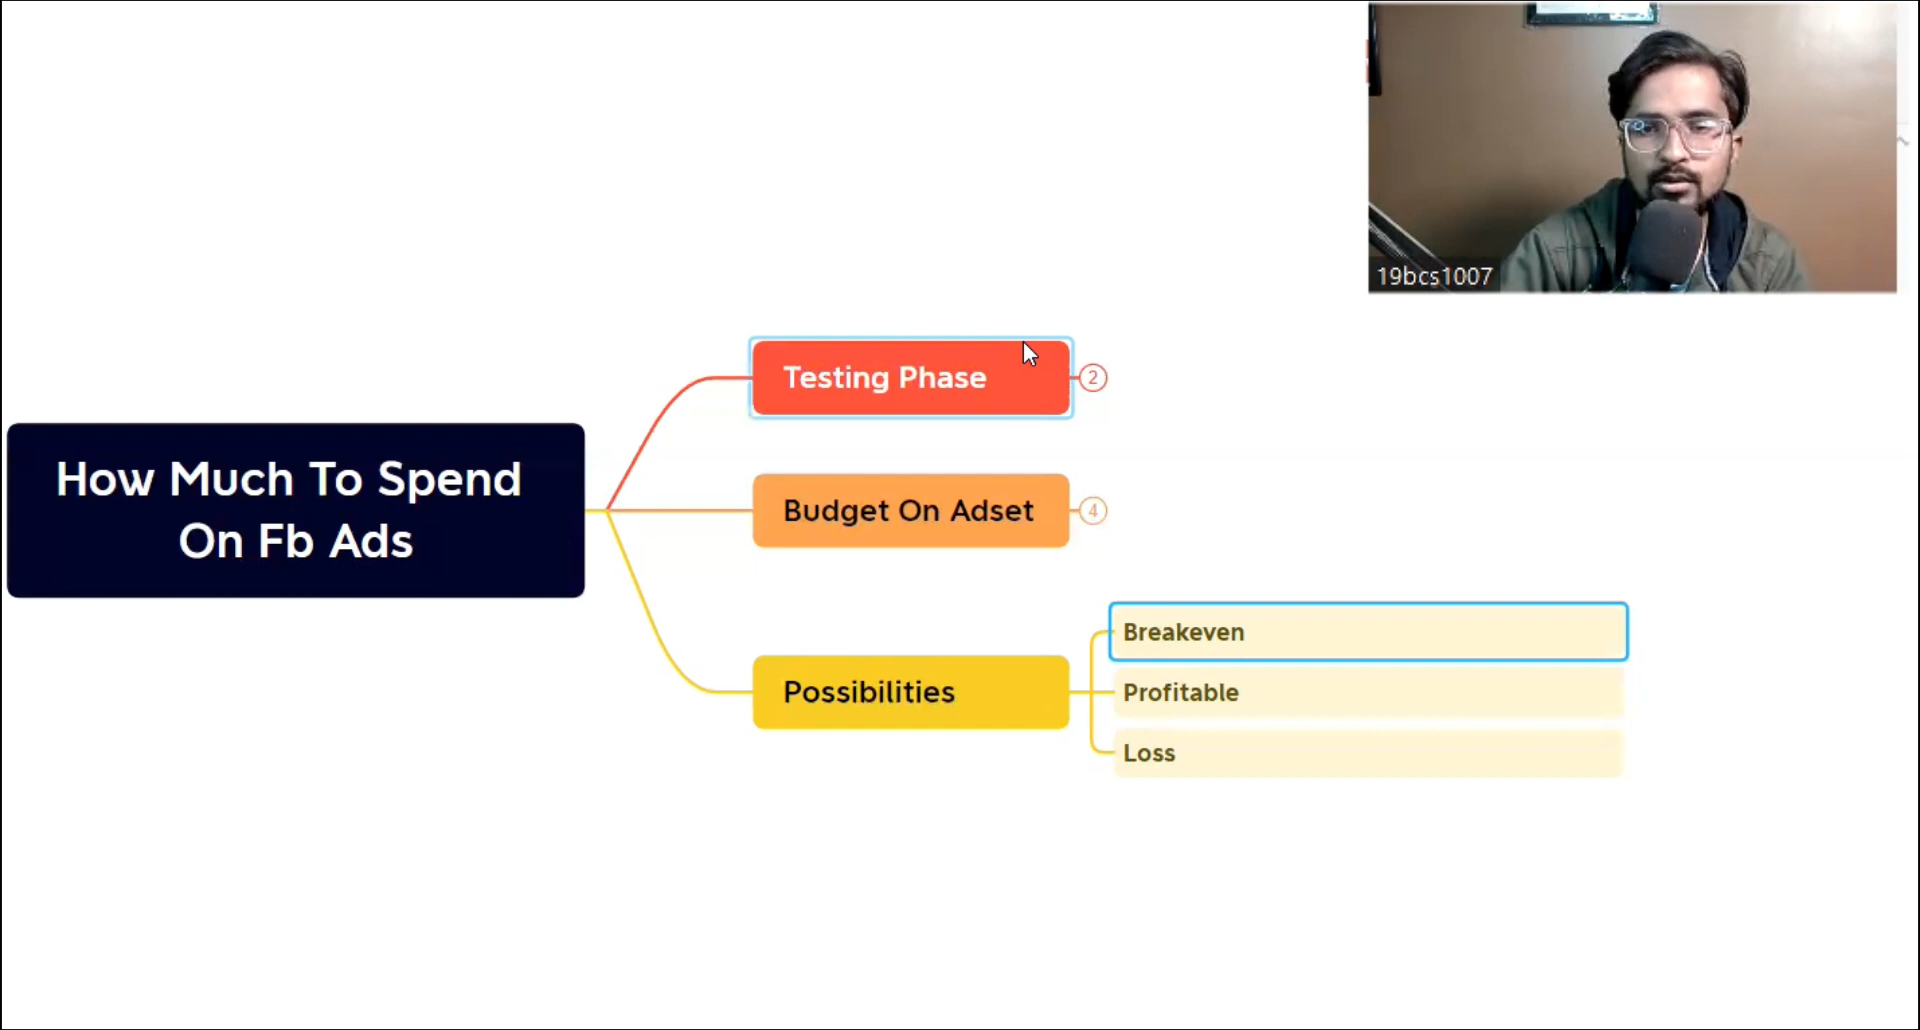 19bcs1007
How Much To Spend
On Fb Ads
Testing Phase
2
Budget On Adset
4
Possibilities
Breakeven
Profitable
Loss